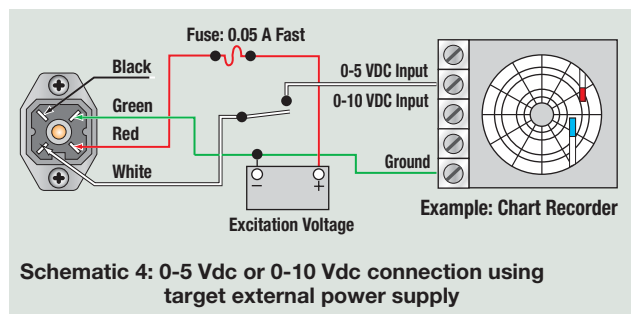 Fuse: 0.05 A Fast
Black
0-5 VDC Input
Green
0-10 VDC Input
Red
White
Ground
− +
Excitation Voltage
Example: Chart Recorder
Schematic 4: 0-5 Vdc or 0-10 Vdc connection using
target external power supply